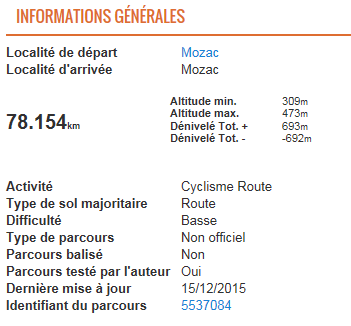 INFORMATIONS GÉNÉRALES
Localité de départ Mozac
Localité d'arrivée Mozac
78.154km
Altitude min. 309m
Altitude max. 473m
Dénivelé Tot. + 693m
Dénivelé Tot. - -692m
Activité Cyclisme Route
Type de sol majoritaire Route
Difficulté Basse
Type de parcours Non officiel
Parcours balisé Non
Parcours testé par l'auteur Oui
Dernière mise à jour 15/12/2015
Identifiant du parcours 5537084